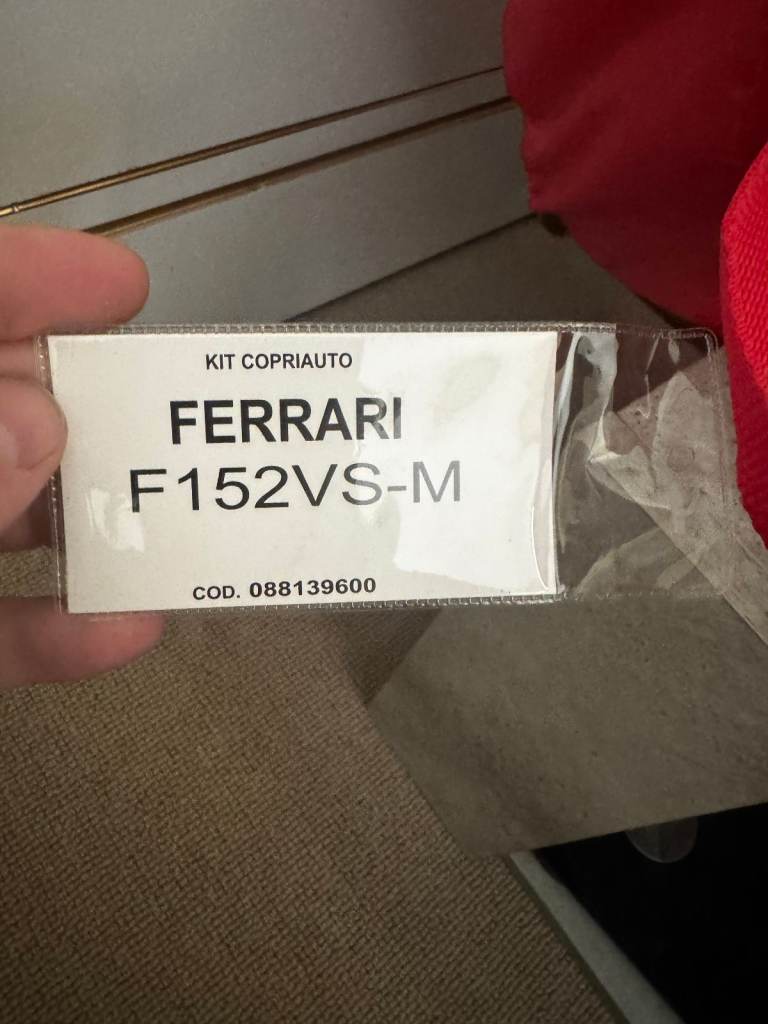 KIT COPRIAUTO
FERRARI
F152VS-M
COD. 088139600